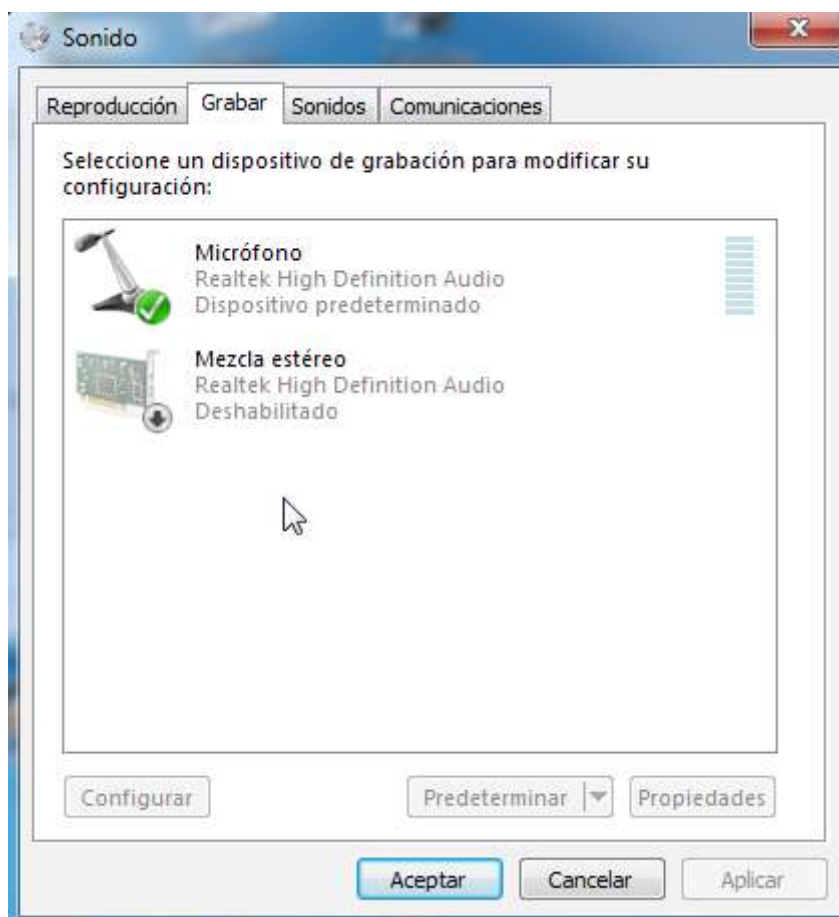 Sonido
Reproducción Grabar Sonidos Comunicaciones
Seleccione un dispositivo de grabación para modificar su
configuración:
Micrófono
Realtek High Definition Audio
Dispositivo predeterminado
Mezcla estéreo
Realtek High Definition Audio
Deshabilitado
Configurar Predeterminar Propiedades
Aceptar Cancelar Aplicar